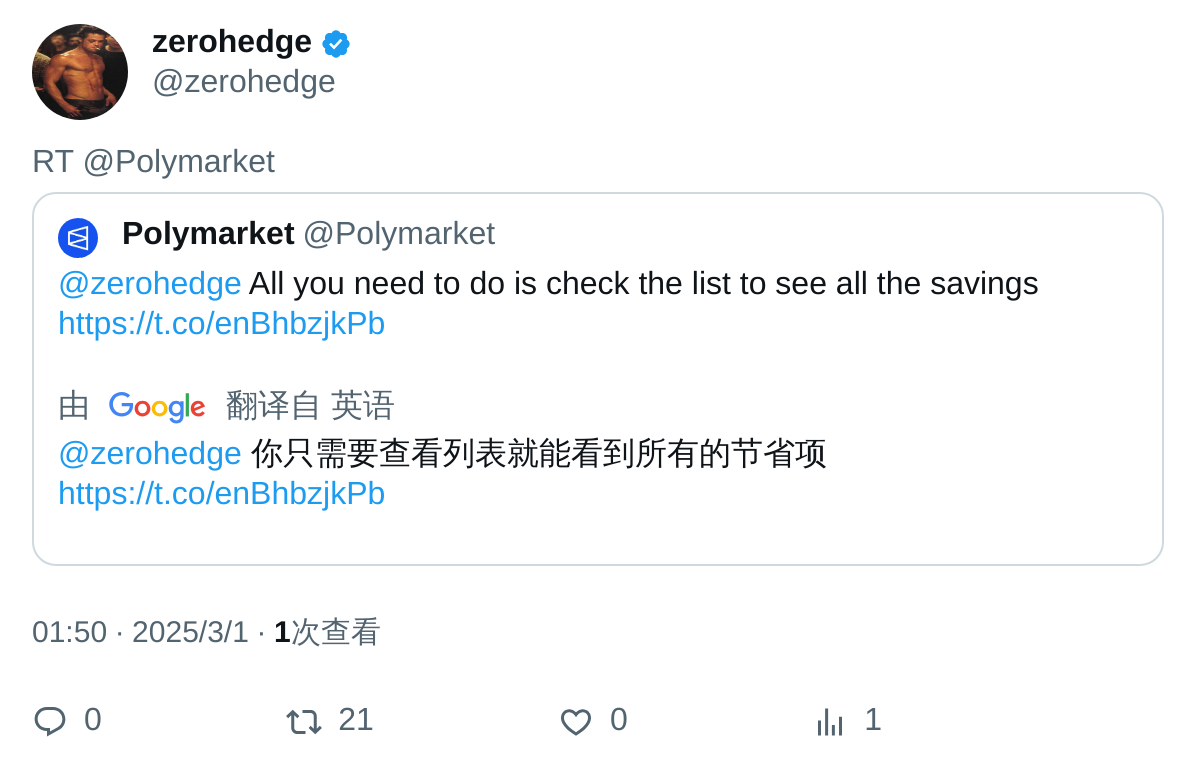 zerohedge
@zerohedge
RT @Polymarket
Polymarket @Polymarket
@zerohedge All you need to do is check the list to see all the savings
https://t.co/enBhbzjkPb
由 Google 翻译自 英语
@zerohedge 你只需要查看列表就能看到所有的节省项
https://t.co/enBhbzjkPb
01:50 · 2025/3/1 · 1次查看
0 21 0 1